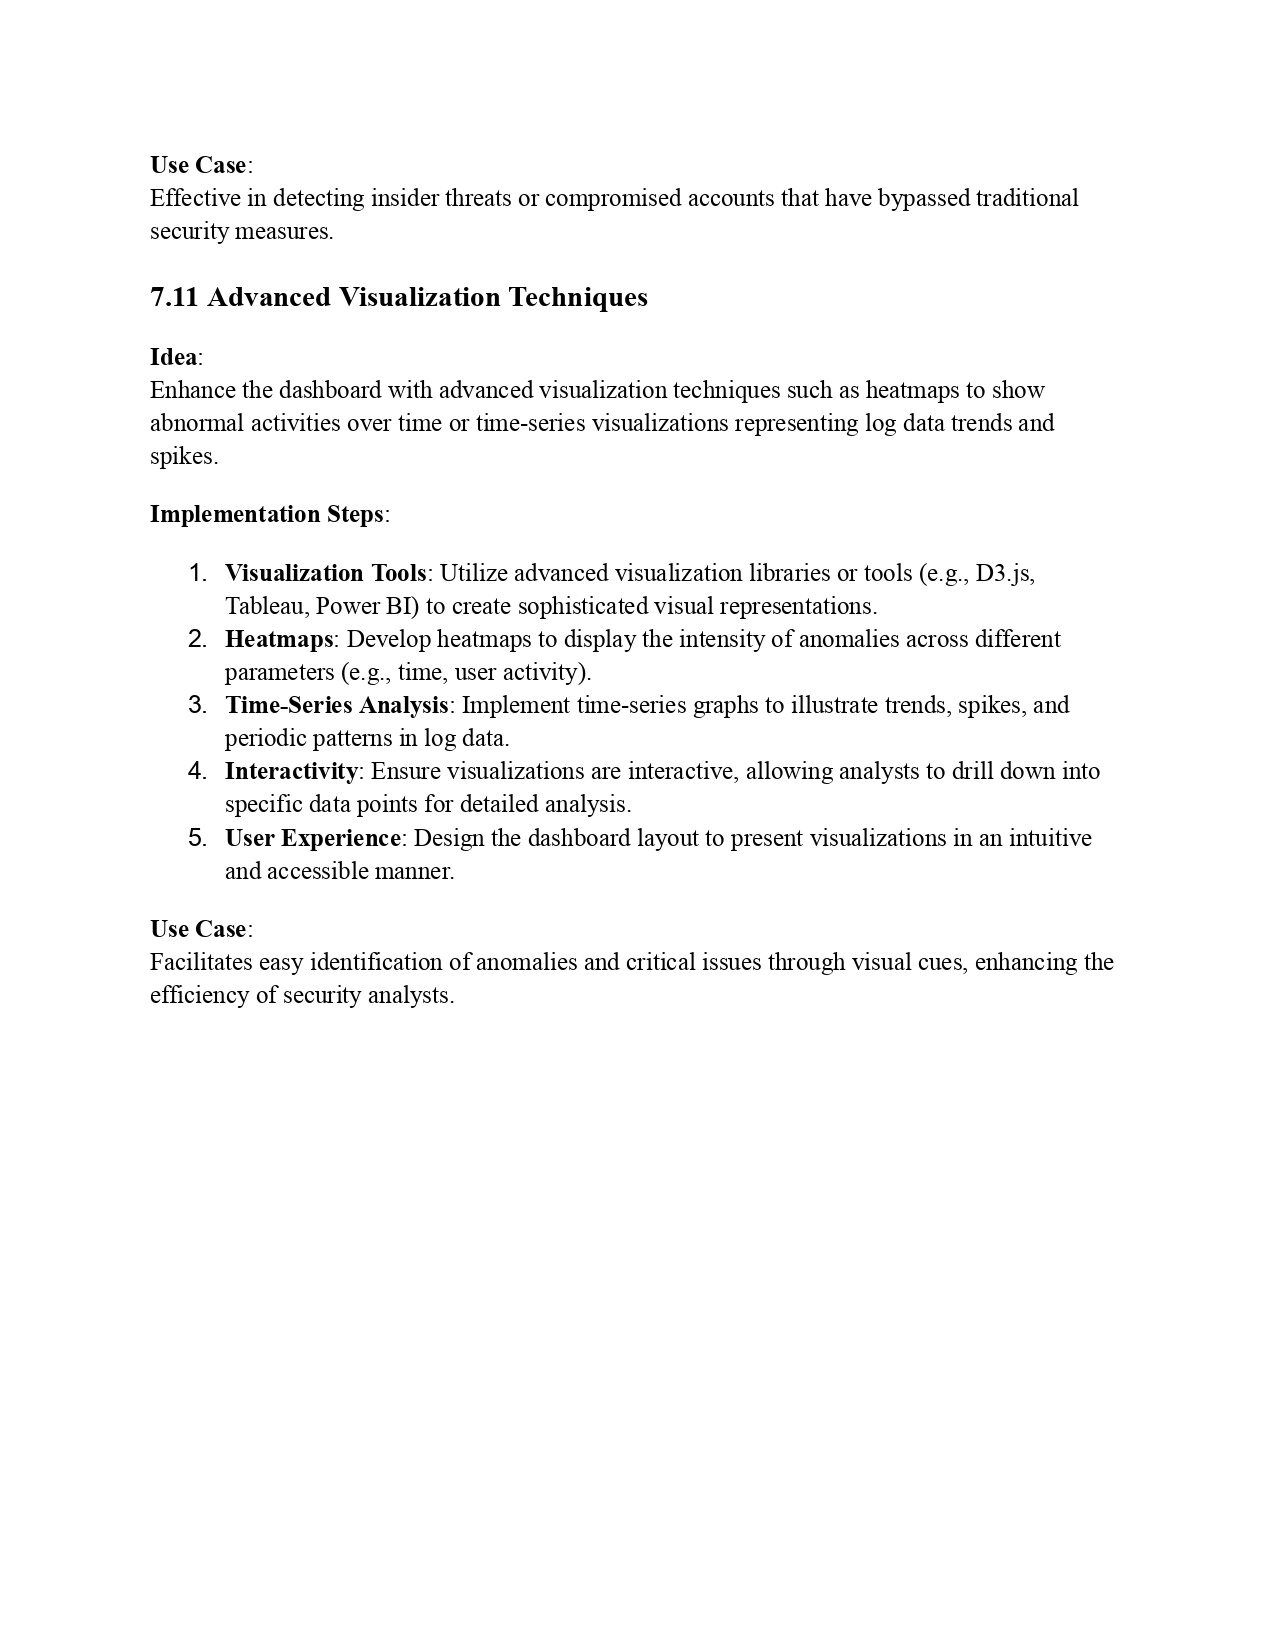 Use Case:
Effective in detecting insider threats or compromised accounts that have bypassed traditional
security measures.
7.11 Advanced Visualization Techniques
Idea:
Enhance the dashboard with advanced visualization techniques such as heatmaps to show
abnormal activities over time or time-series visualizations representing log data trends and
spikes.
Implementation Steps:
1. Visualization Tools: Utilize advanced visualization libraries or tools (e.g., D3.js,
Tableau, Power BI) to create sophisticated visual representations.
2. Heatmaps: Develop heatmaps to display the intensity of anomalies across different
parameters (e.g., time, user activity).
3. Time-Series Analysis: Implement time-series graphs to illustrate trends, spikes, and
periodic patterns in log data.
4. Interactivity: Ensure visualizations are interactive, allowing analysts to drill down into
specific data points for detailed analysis.
5. User Experience: Design the dashboard layout to present visualizations in an intuitive
and accessible manner.
Use Case:
Facilitates easy identification of anomalies and critical issues through visual cues, enhancing the
efficiency of security analysts.